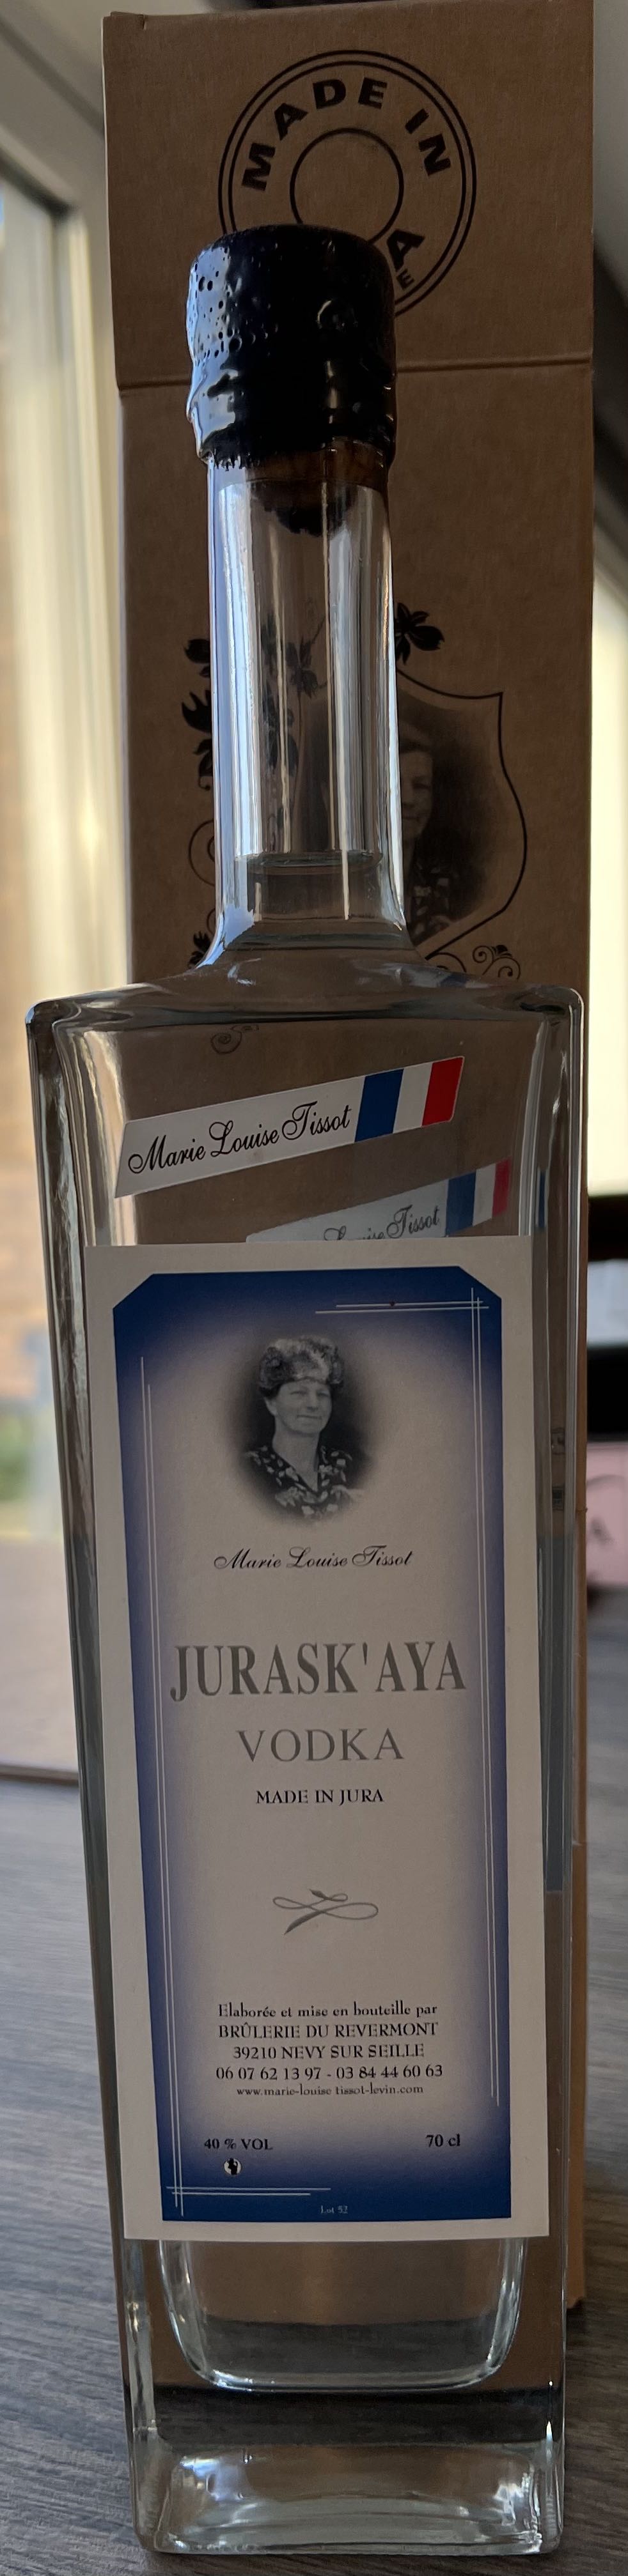 MADE IN
Marie Louise Tissot
Louise Tissot
Marie Louise Tissot
JURASK'AYA
VODKA
MADE IN JURA
Elaborée et mise en bouteille par
BRÛLERIE DU REVERMONT
39210 NEVY SUR SEILLE
06 07 62 13 97 - 03 84 44 60 63
www.marie-louise tissot-levin.com
40 % VOL 70 cl
Lot 52